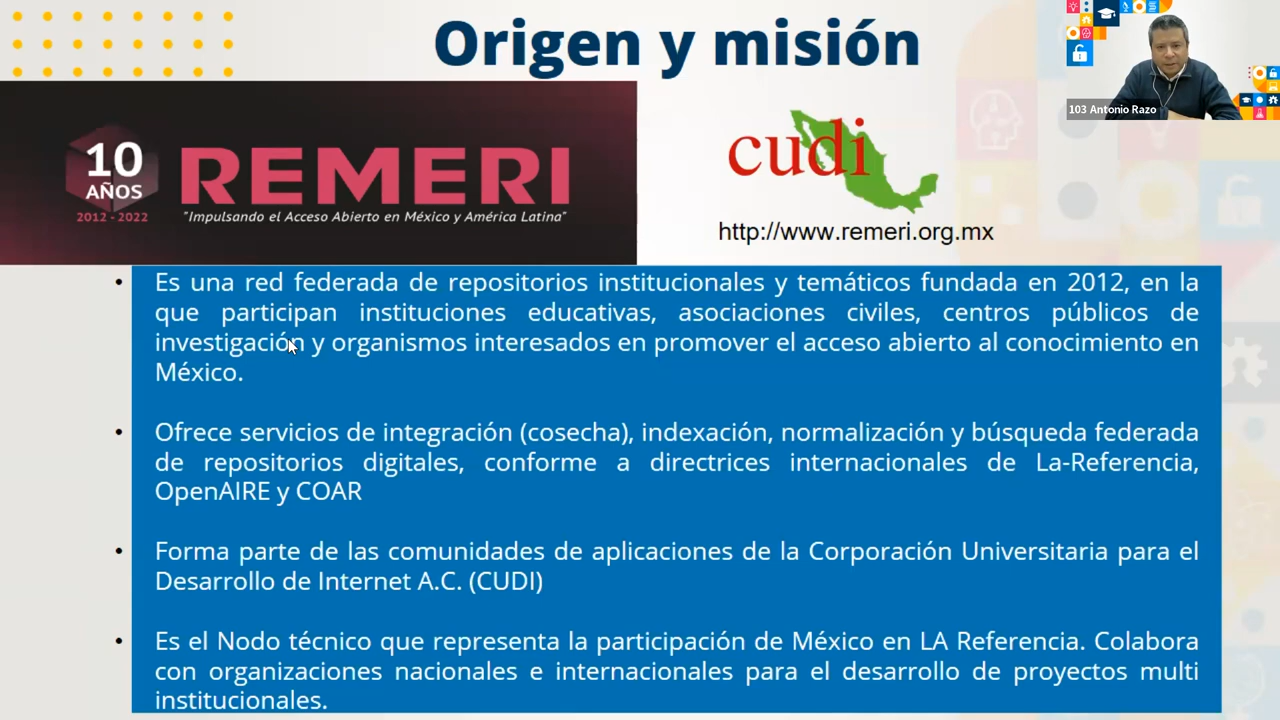 Origen y misión
103 Antonio Razo
10
AÑOS
2012 - 2022
REMERI
"Impulsando el Acceso Abierto en México y América Latina"
cudi
http://www.remeri.org.mx
• Es una red federada de repositorios institucionales y temáticos fundada en 2012, en la
que participan instituciones educativas, asociaciones civiles, centros públicos de
investigación y organismos interesados en promover el acceso abierto al conocimiento en
México.
• Ofrece servicios de integración (cosecha), indexación, normalización y búsqueda federada
de repositorios digitales, conforme a directrices internacionales de La-Referencia,
OpenAIRE y COAR
• Forma parte de las comunidades de aplicaciones de la Corporación Universitaria para el
Desarrollo de Internet A.C. (CUDI)
• Es el Nodo técnico que representa la participación de México en LA Referencia. Colabora
con organizaciones nacionales e internacionales para el desarrollo de proyectos multi
institucionales.